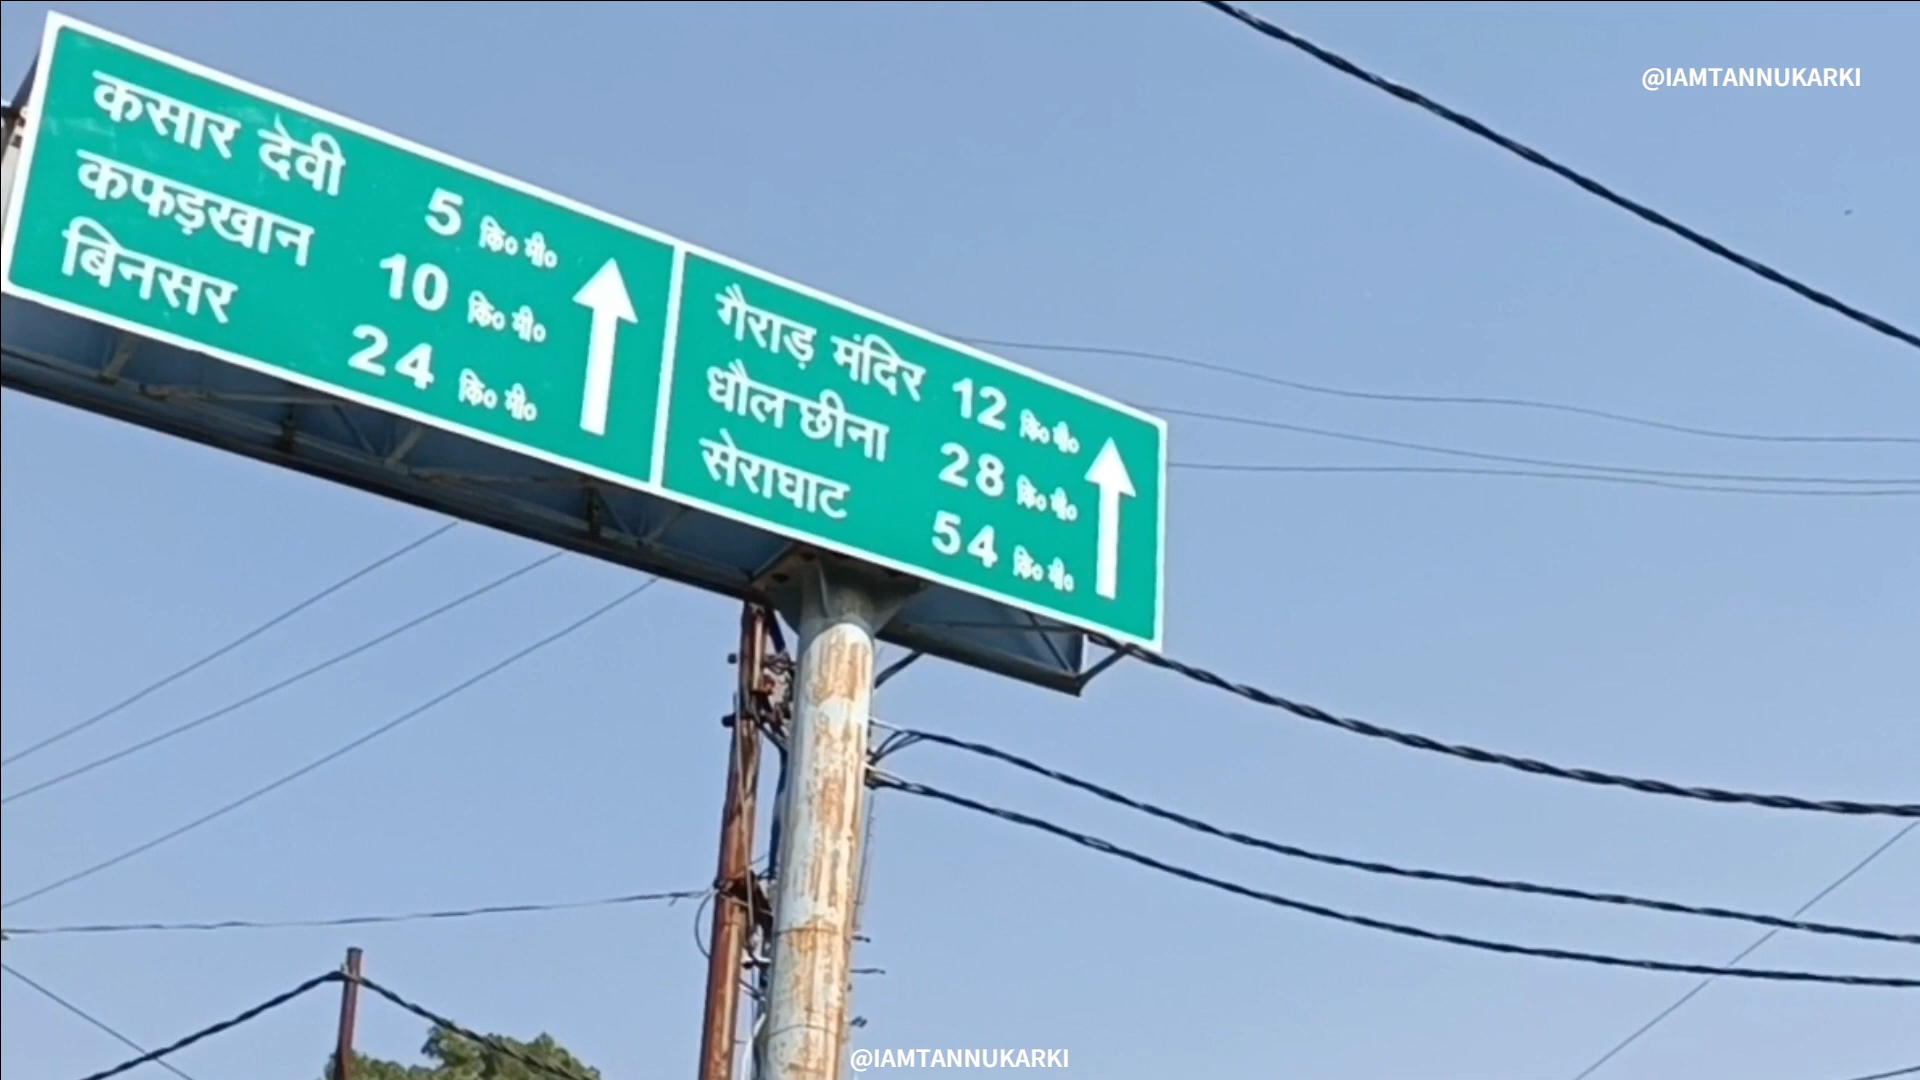 @IAMTANNUKARKI
कसार देवी 5 कि० मी०
कफड़खान 10 कि० मी०
बिनसर 24 कि० मी०
गैराड़ मंदिर 12 कि० मी०
धौलछीना 28 कि० मी०
सेराघाट 54 कि० मी०
@IAMTANNUKARKI